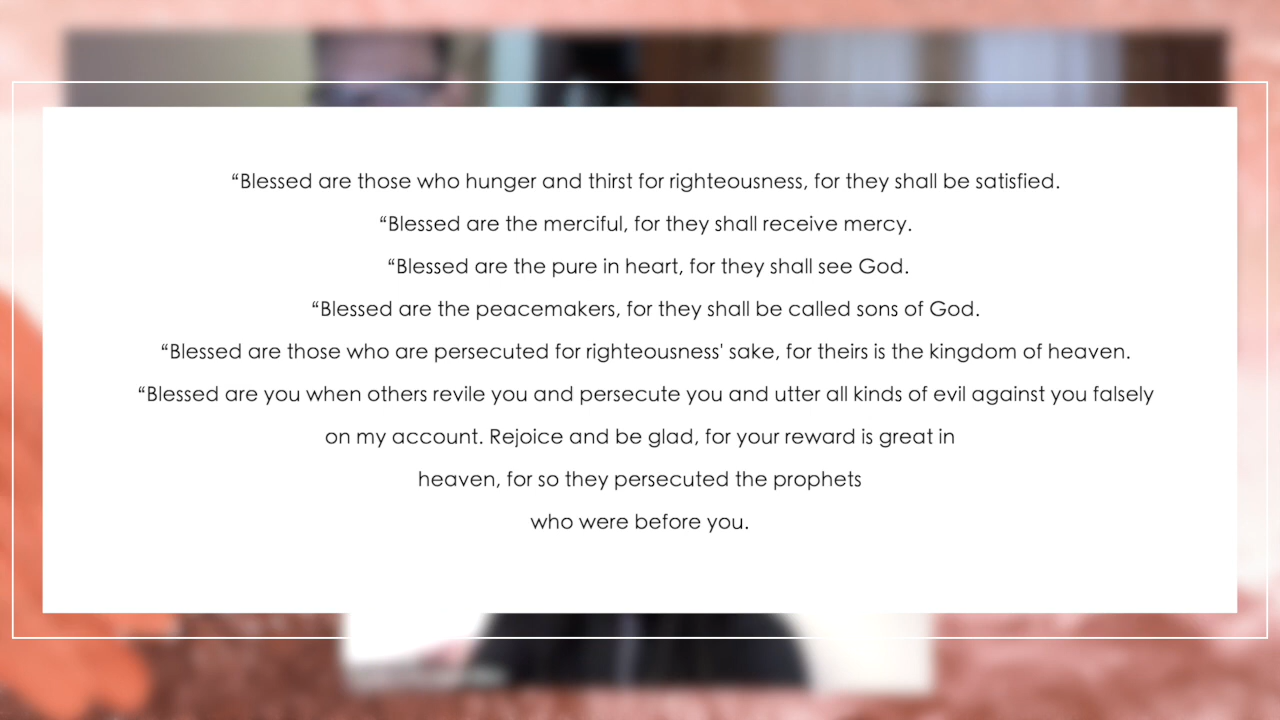 “Blessed are those who hunger and thirst for righteousness, for they shall be satisfied.
“Blessed are the merciful, for they shall receive mercy.
“Blessed are the pure in heart, for they shall see God.
“Blessed are the peacemakers, for they shall be called sons of God.
“Blessed are those who are persecuted for righteousness' sake, for theirs is the kingdom of heaven.
“Blessed are you when others revile you and persecute you and utter all kinds of evil against you falsely
on my account. Rejoice and be glad, for your reward is great in
heaven, for so they persecuted the prophets
who were before you.